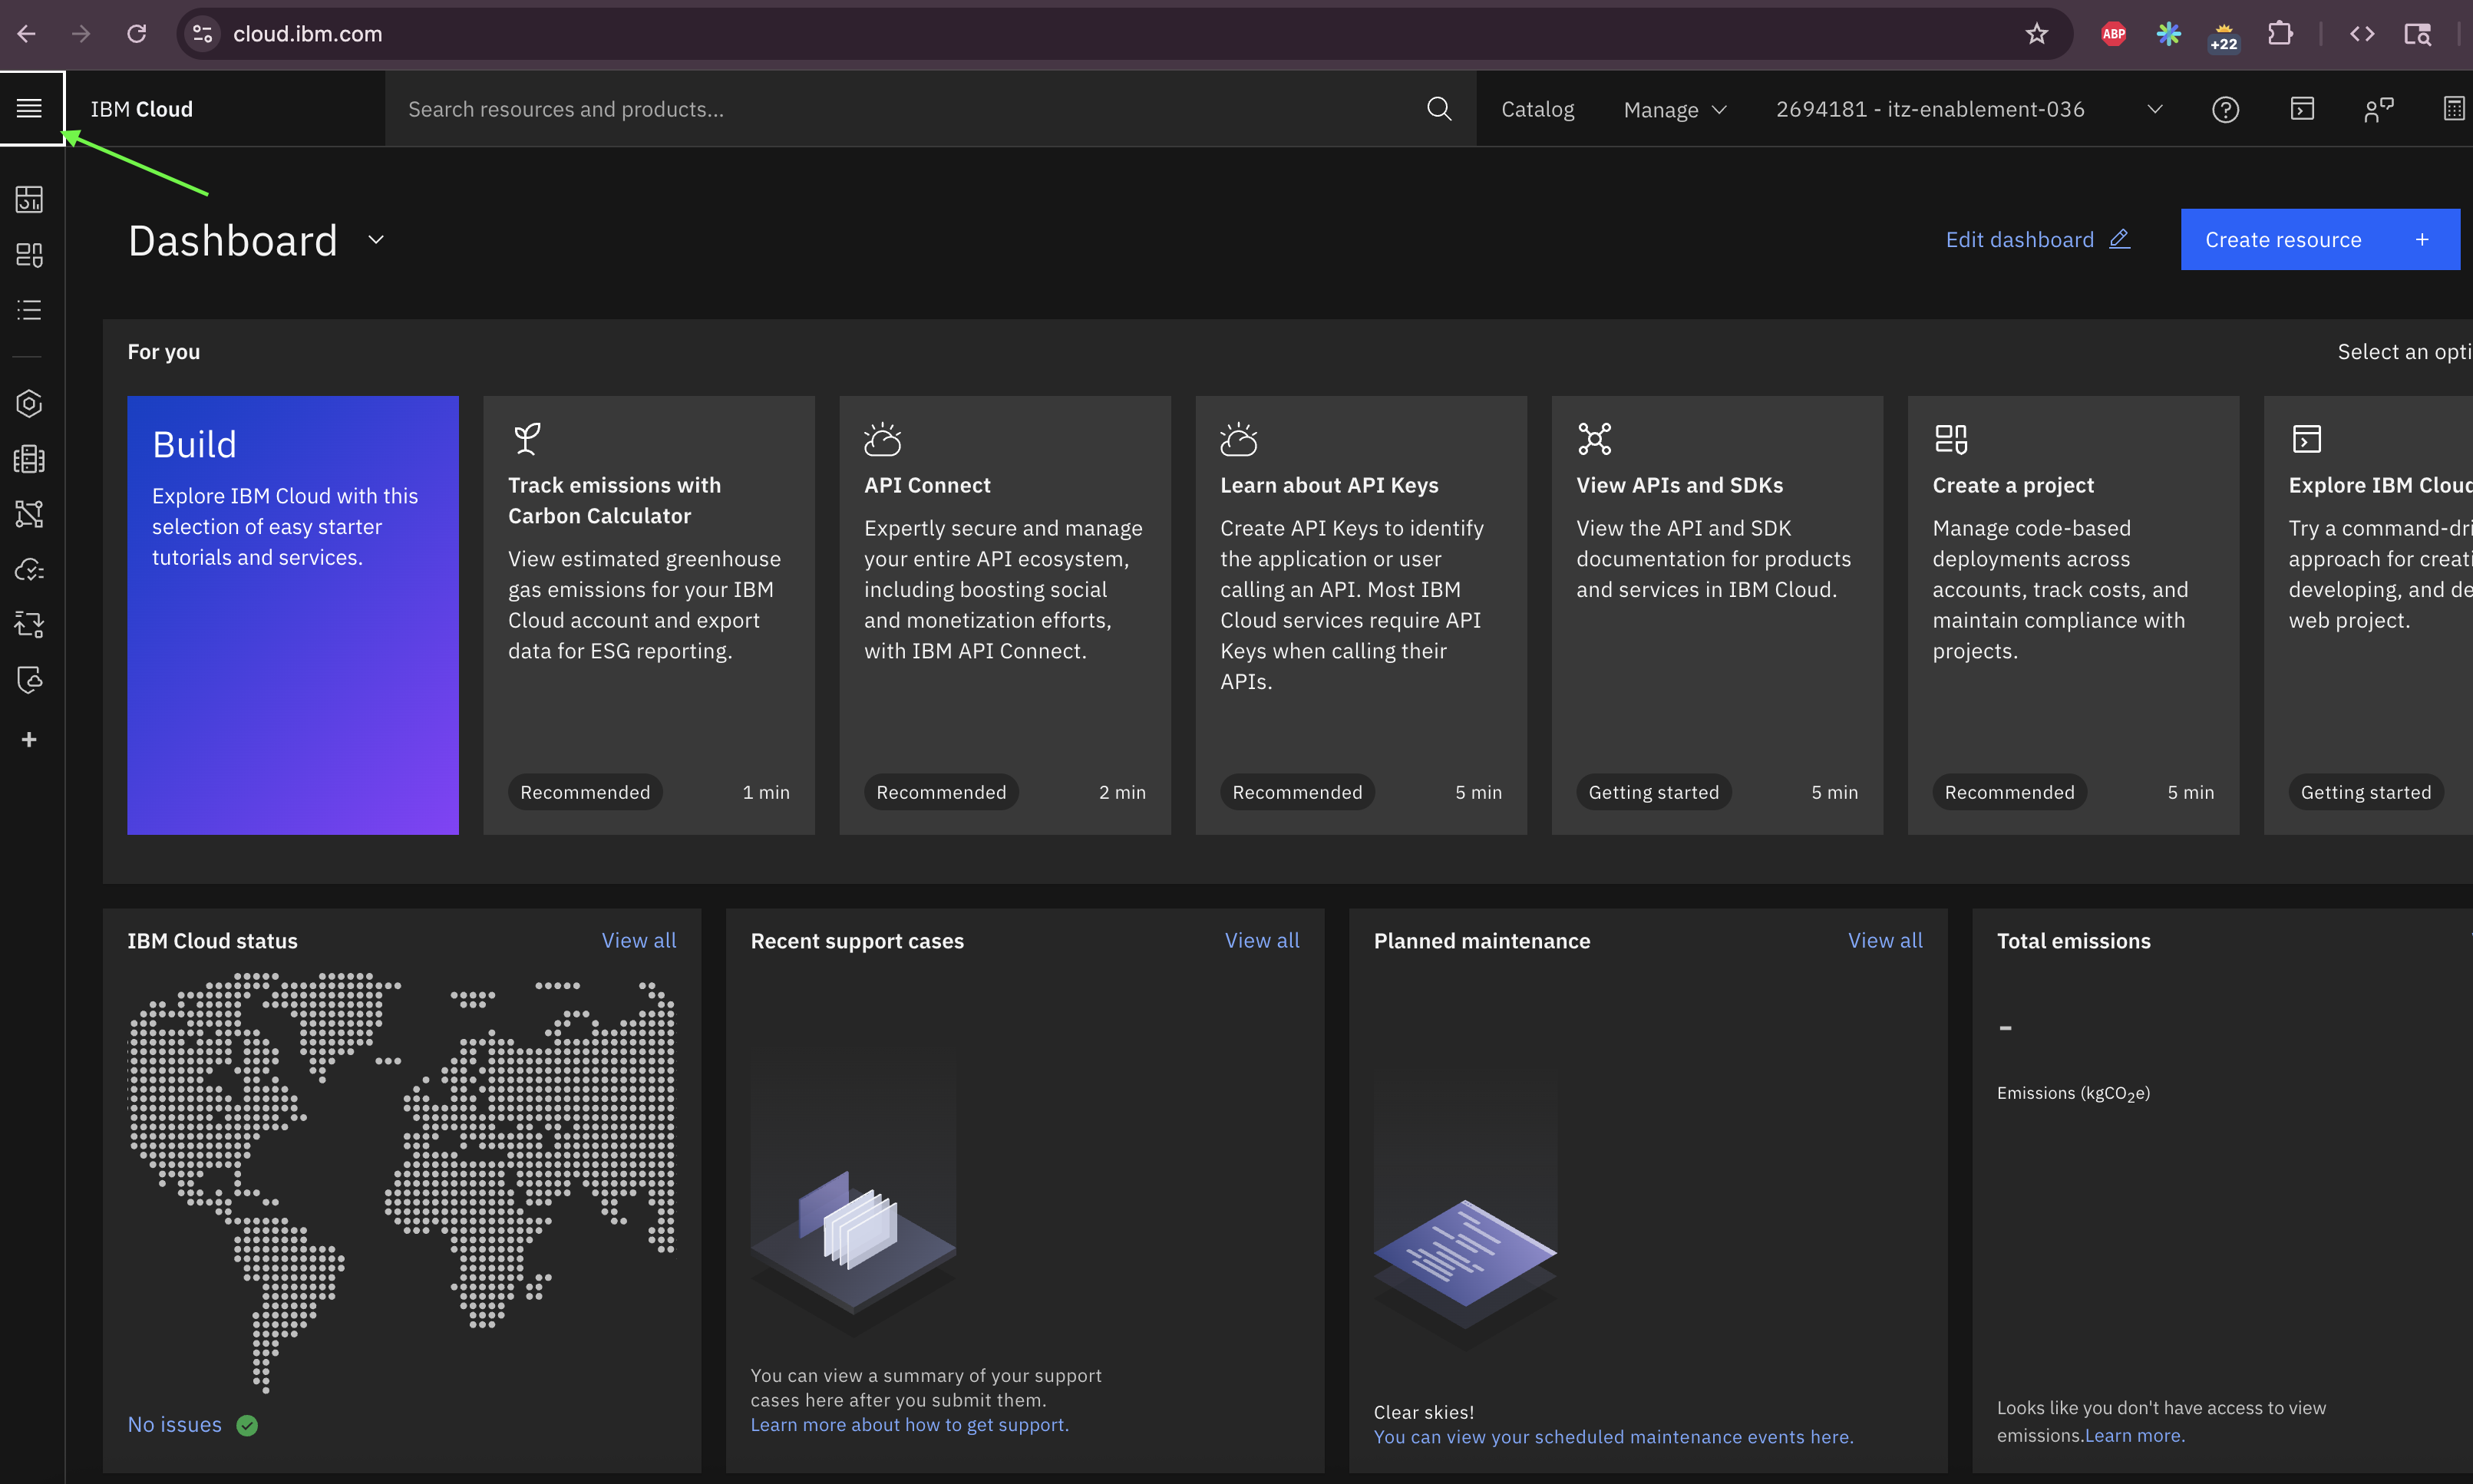 cloud.ibm.com
ABP
+22
IBM Cloud
Search resources and products...
Catalog
Manage
2694181 - itz-enablement-036
Dashboard
Edit dashboard
Create resource +
For you
Select an opti
Build
Explore IBM Cloud with this
selection of easy starter
tutorials and services.
Track emissions with
Carbon Calculator
View estimated greenhouse
gas emissions for your IBM
Cloud account and export
data for ESG reporting.
Recommended
1 min
API Connect
Expertly secure and manage
your entire API ecosystem,
including boosting social
and monetization efforts,
with IBM API Connect.
Recommended
2 min
Learn about API Keys
Create API Keys to identify
the application or user
calling an API. Most IBM
Cloud services require API
Keys when calling their
APIs.
Recommended
5 min
View APIs and SDKs
View the API and SDK
documentation for products
and services in IBM Cloud.
Getting started
5 min
Create a project
Manage code-based
deployments across
accounts, track costs, and
maintain compliance with
projects.
Recommended
5 min
Explore IBM Cloud
Try a command-dri
approach for creati
developing, and de
web project.
Getting started
IBM Cloud status
View all
No issues
Recent support cases
View all
You can view a summary of your support
cases here after you submit them.
Learn more about how to get support.
Planned maintenance
View all
Clear skies!
You can view your scheduled maintenance events here.
Total emissions
-
Emissions (kgCO₂e)
Looks like you don't have access to view
emissions.Learn more.